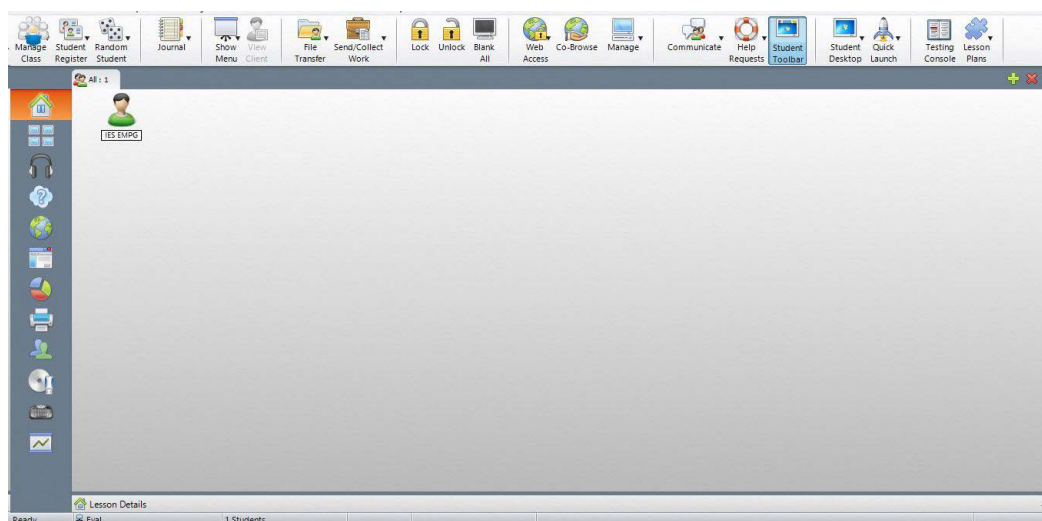 Manage Class
Student Register
Random Student
Journal
Show Menu
View Client
File Transfer
Send/Collect Work
Lock
Unlock
Blank All
Web Access
Co-Browse
Manage
Communicate
Help Requests
Student Toolbar
Student Desktop
Quick Launch
Testing Console
Lesson Plans
All : 1
IES EMPG
Lesson Details
Ready
Eval
1 Students